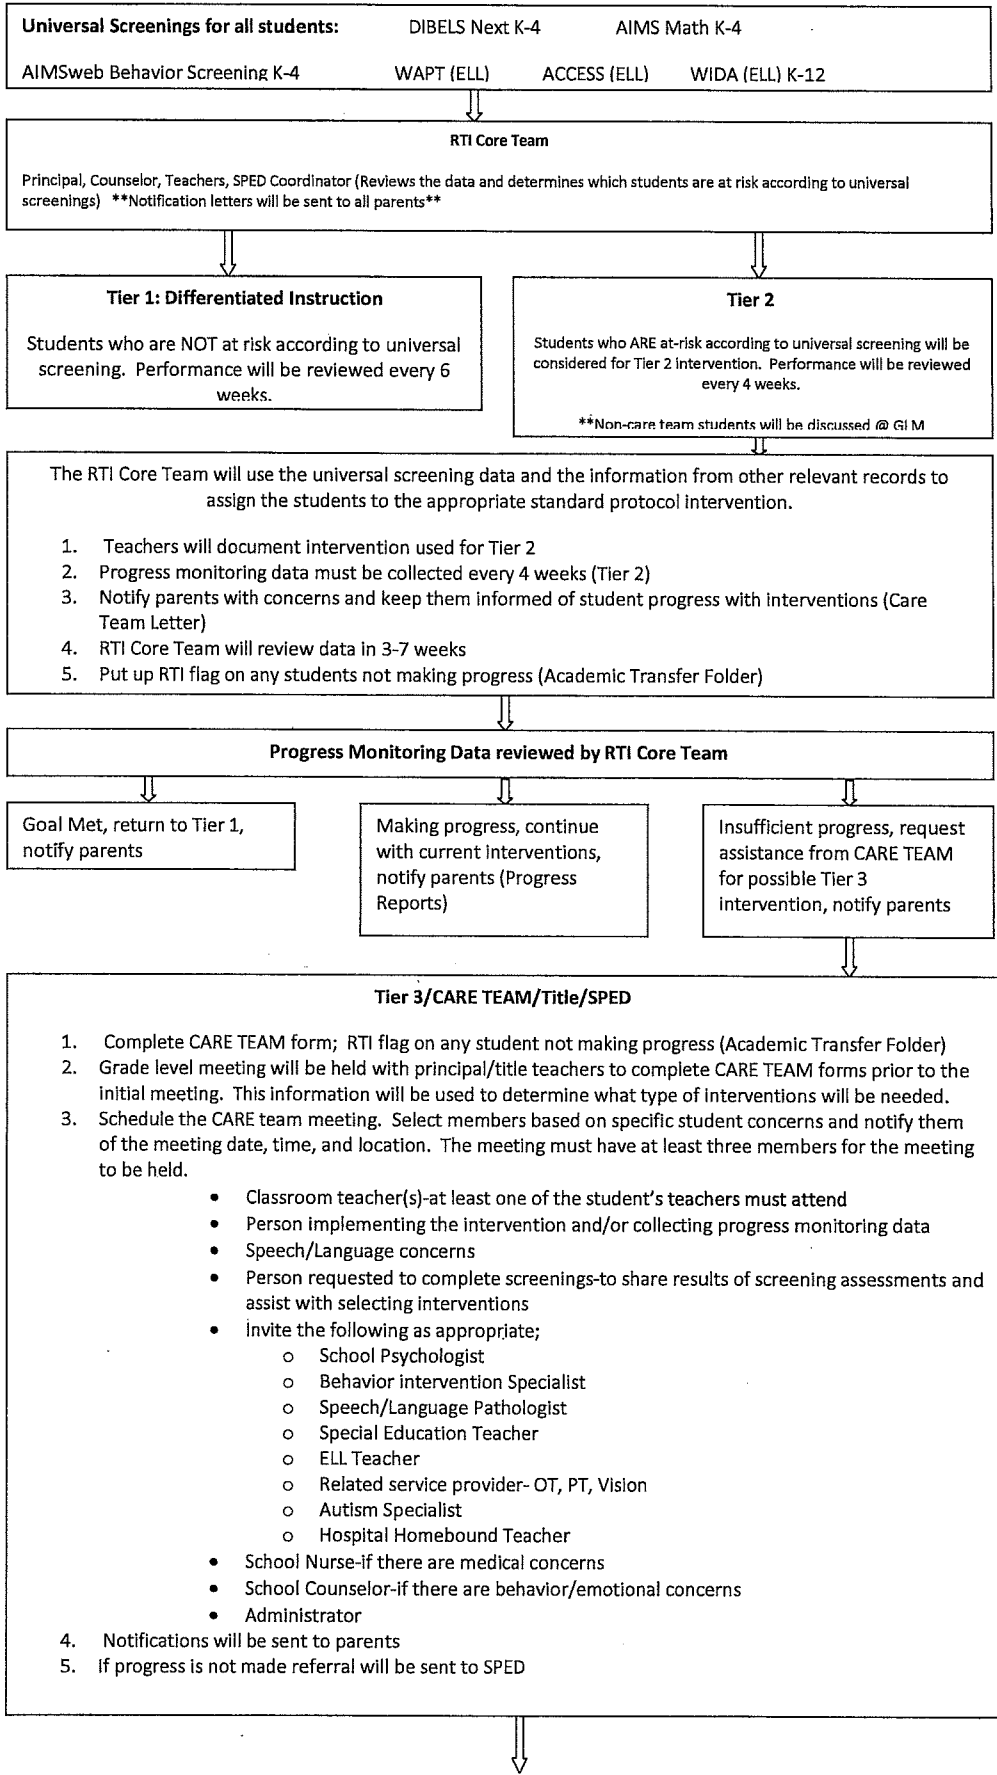 Universal Screenings for all students: DIBELS Next K-4 AIMS Math K-4
AIMSweb Behavior Screening K-4 WAPT (ELL) ACCESS (ELL) WIDA (ELL) K-12
RTI Core Team
Principal, Counselor, Teachers, SPED Coordinator (Reviews the data and determines which students are at risk according to universal
screenings) **Notification letters will be sent to all parents**
Tier 1: Differentiated Instruction
Students who are NOT at risk according to universal
screening. Performance will be reviewed every 6
weeks.
Tier 2
Students who ARE at-risk according to universal screening will be
considered for Tier 2 intervention. Performance will be reviewed
every 4 weeks.
**Non-care team students will be discussed @ GLM
The RTI Core Team will use the universal screening data and the information from other relevant records to
assign the students to the appropriate standard protocol intervention.
1. Teachers will document intervention used for Tier 2
2. Progress monitoring data must be collected every 4 weeks (Tier 2)
3. Notify parents with concerns and keep them informed of student progress with interventions (Care
Team Letter)
4. RTI Core Team will review data in 3-7 weeks
5. Put up RTI flag on any students not making progress (Academic Transfer Folder)
Progress Monitoring Data reviewed by RTI Core Team
Goal Met, return to Tier 1,
notify parents
Making progress, continue
with current interventions,
notify parents (Progress
Reports)
Insufficient progress, request
assistance from CARE TEAM
for possible Tier 3
intervention, notify parents
Tier 3/CARE TEAM/Title/SPED
1. Complete CARE TEAM form; RTI flag on any student not making progress (Academic Transfer Folder)
2. Grade level meeting will be held with principal/title teachers to complete CARE TEAM forms prior to the
initial meeting. This information will be used to determine what type of interventions will be needed.
3. Schedule the CARE team meeting. Select members based on specific student concerns and notify them
of the meeting date, time, and location. The meeting must have at least three members for the meeting
to be held.
• Classroom teacher(s)-at least one of the student's teachers must attend
• Person implementing the intervention and/or collecting progress monitoring data
• Speech/Language concerns
• Person requested to complete screenings-to share results of screening assessments and
assist with selecting interventions
• Invite the following as appropriate;
o School Psychologist
o Behavior intervention Specialist
o Speech/Language Pathologist
o Special Education Teacher
o ELL Teacher
o Related service provider- OT, PT, Vision
o Autism Specialist
o Hospital Homebound Teacher
• School Nurse-if there are medical concerns
• School Counselor-if there are behavior/emotional concerns
• Administrator
4. Notifications will be sent to parents
5. If progress is not made referral will be sent to SPED